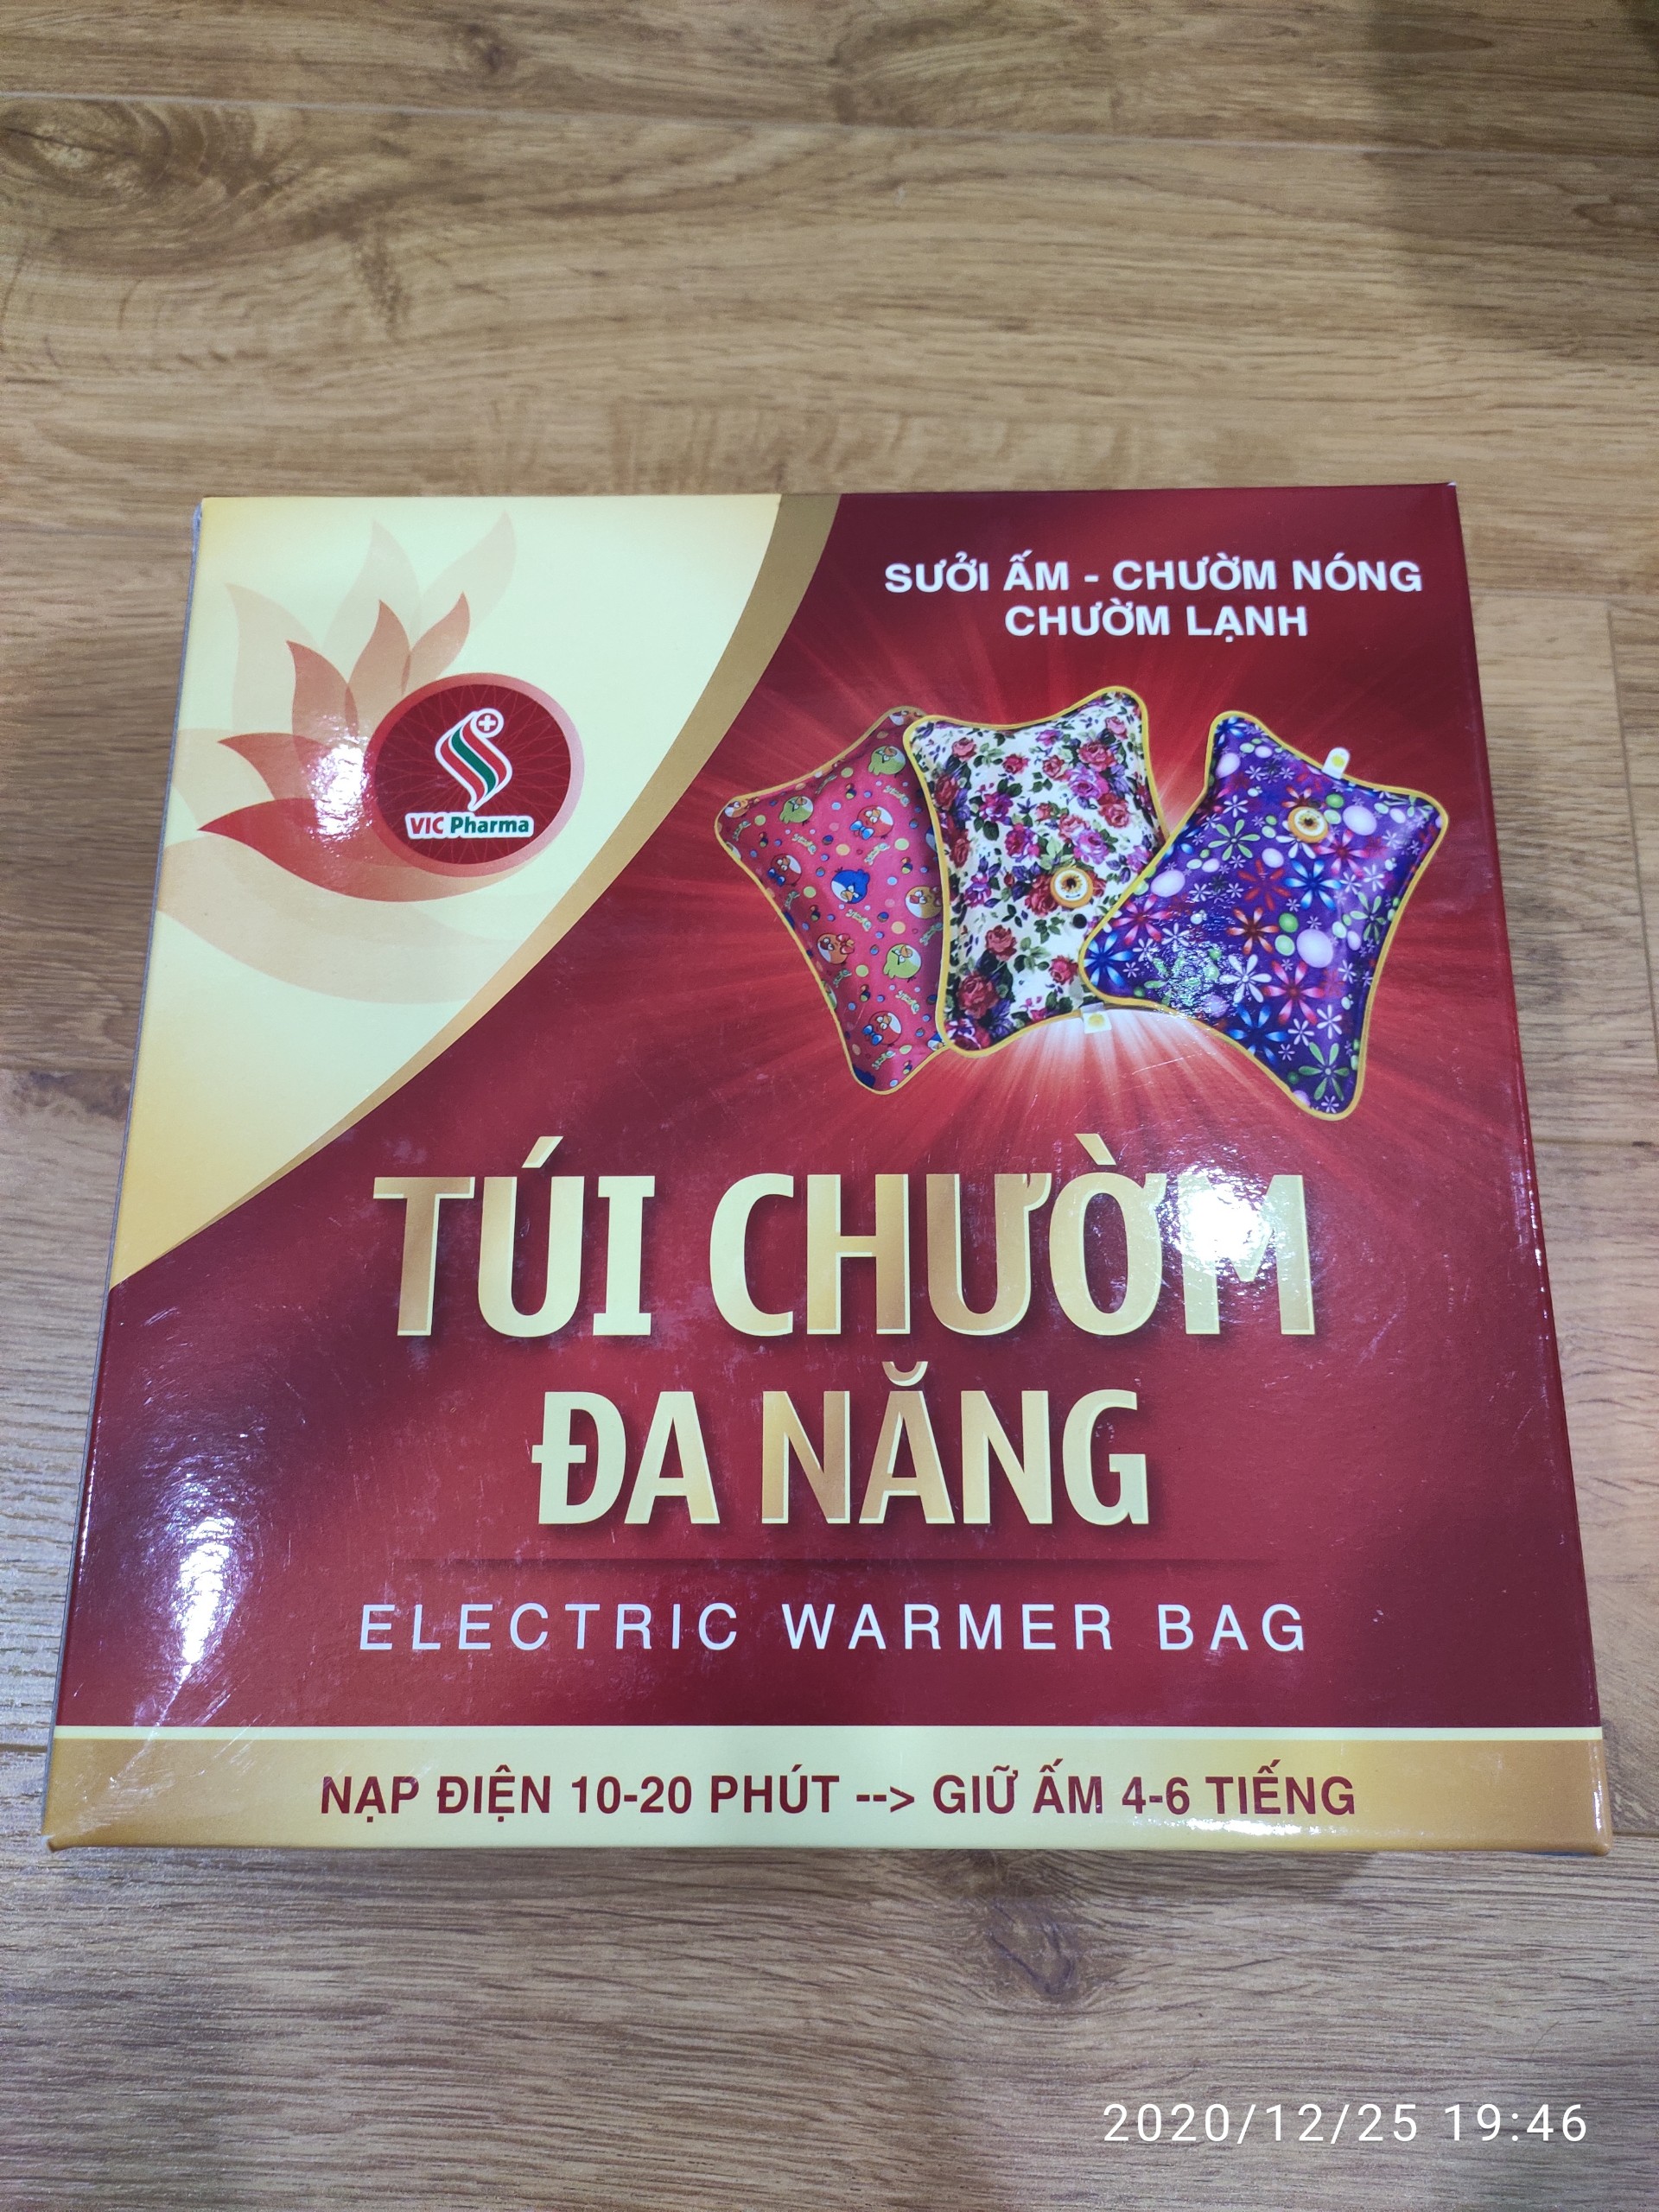 SƯỞI ẤM - CHƯỜM NÓNG
CHƯỜM LẠNH
VIC Pharma
TÚI CHƯỜM
ĐA NĂNG
ELECTRIC WARMER BAG
NẠP ĐIỆN 10-20 PHÚT --> GIỮ ẤM 4-6 TIẾNG
2020/12/25 19:46